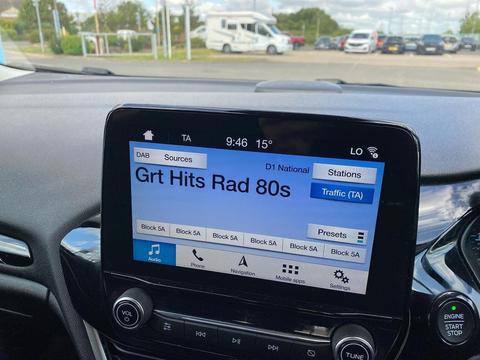 TA 9:46 15° LO
DAB Sources D1 National Stations
Grt Hits Rad 80s
Traffic (TA)
Presets
Block 5A Block 5A Block 5A Block 5A Block 5A Block 5A
Audio Phone Navigation Mobile apps Settings
VOL TUNE
ENGINE
START
STOP